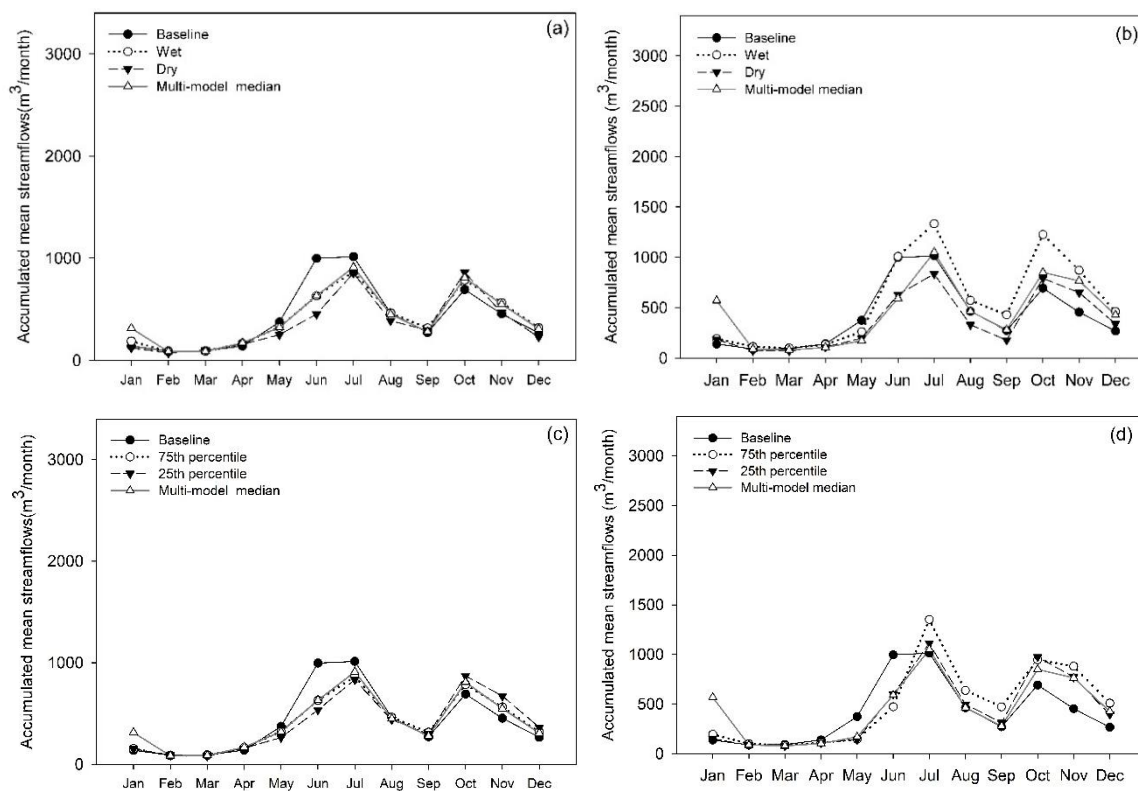 (a)
Baseline
Wet
Dry
Multi-model median
Accumulated mean streamflows(m³/month)
3000
2000
1000
0
Jan Feb Mar Apr May Jun Jul Aug Sep Oct Nov Dec
(b)
Baseline
Wet
Dry
Multi-model median
Accumulated mean streamflows (m³/month)
3000
2500
2000
1500
1000
500
0
Jan Feb Mar Apr May Jun Jul Aug Sep Oct Nov Dec
(c)
Baseline
75th percentile
25th percentile
Multi-model median
Accumulated mean streamflows(m³/month)
3000
2000
1000
0
Jan Feb Mar Apr May Jun Jul Aug Sep Oct Nov Dec
(d)
Baseline
75th percentile
25th percentile
Multi-model median
Accumulated mean streamflows (m³/month)
3000
2500
2000
1500
1000
500
0
Jan Feb Mar Apr May Jun Jul Aug Sep Oct Nov Dec